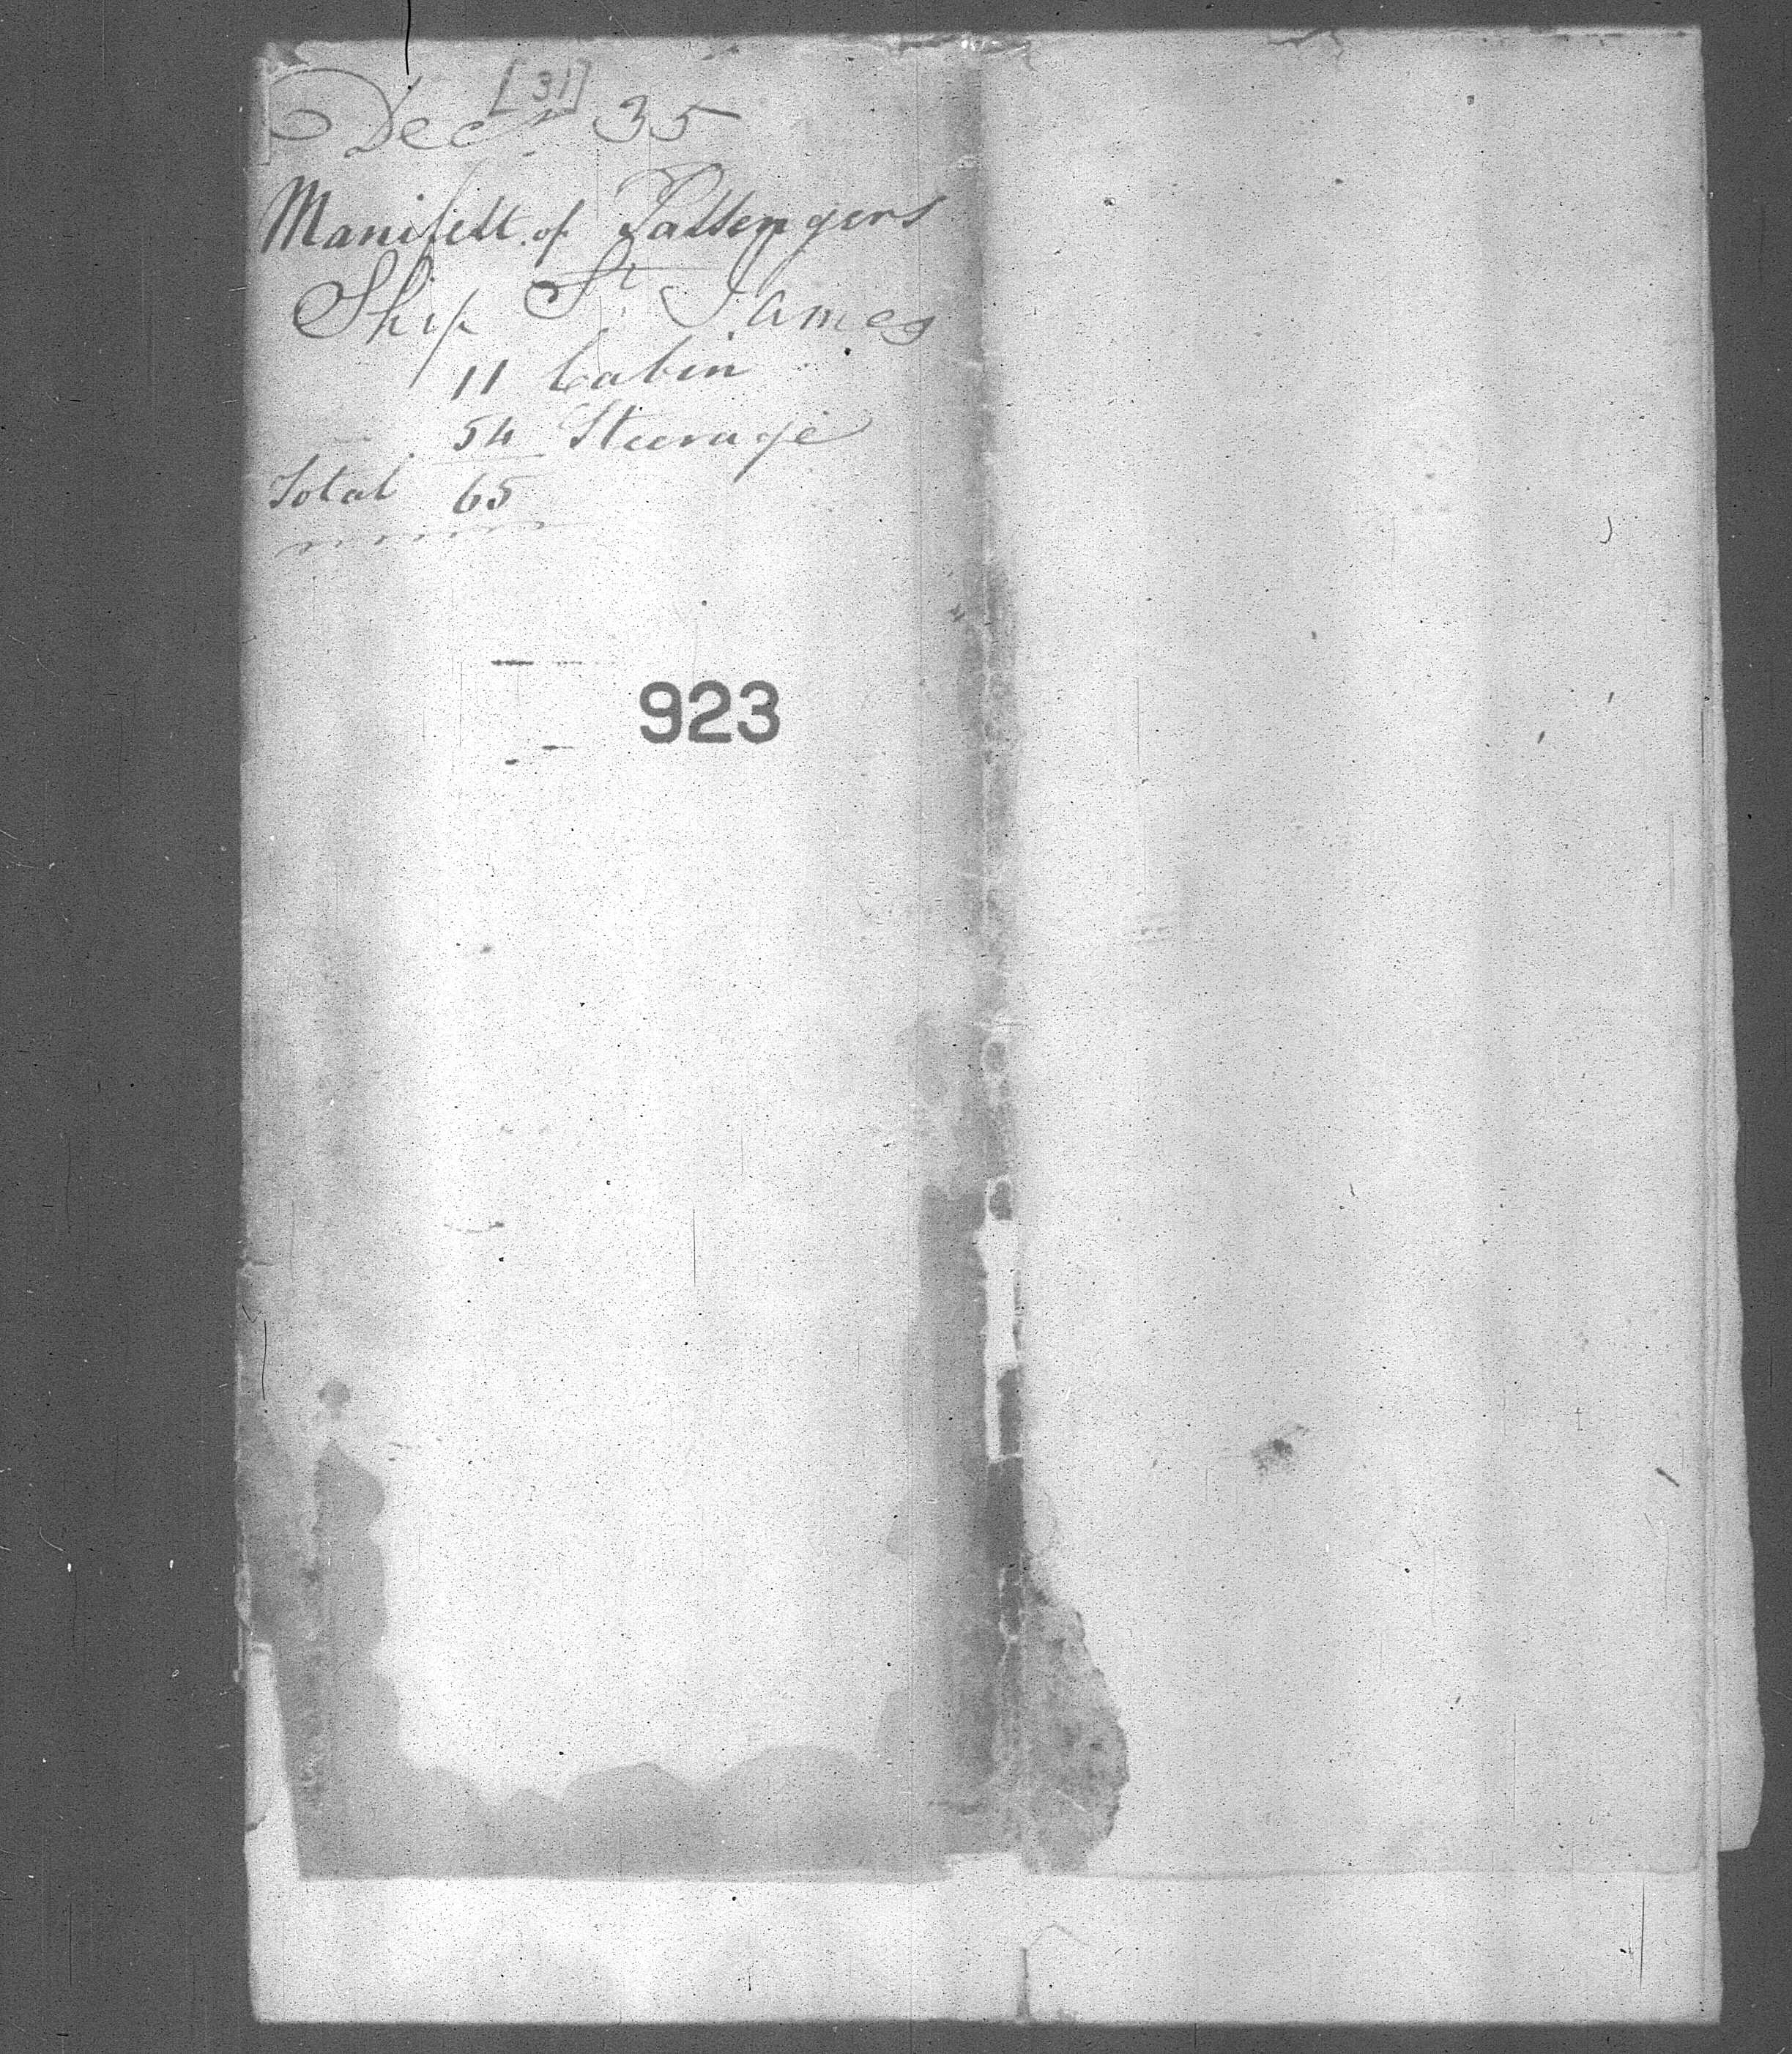 [31]
Decr 35
Manifest of Passengers
Ship St James
11 Cabin
54 Steerage
Total 65
923